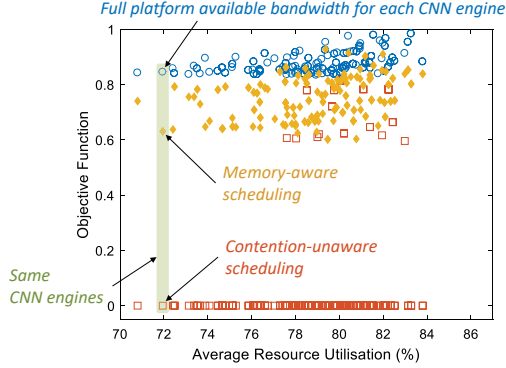 Full platform available bandwidth for each CNN engine
1
0.8
0.6
0.4
0.2
0
Objective Function
Memory-aware
scheduling
Contention-unaware
scheduling
Same
CNN engines
70 72 74 76 78 80 82 84 86
Average Resource Utilisation (%)